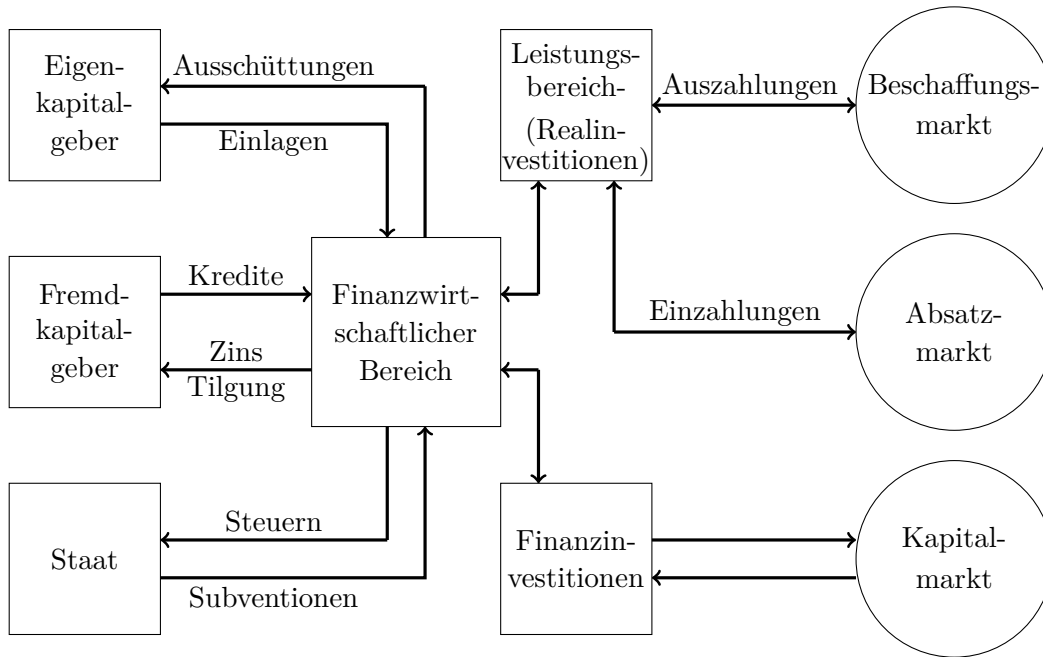 Eigen-
kapital-
geber
Ausschüttungen
Einlagen
Leistungs-
bereich-
(Realin-
vestitionen)
Auszahlungen
Beschaffungs-
markt
Fremd-
kapital-
geber
Kredite
Zins
Tilgung
Finanzwirt-
schaftlicher
Bereich
Einzahlungen
Absatz-
markt
Staat
Steuern
Subventionen
Finanzin-
vestitionen
Kapital-
markt